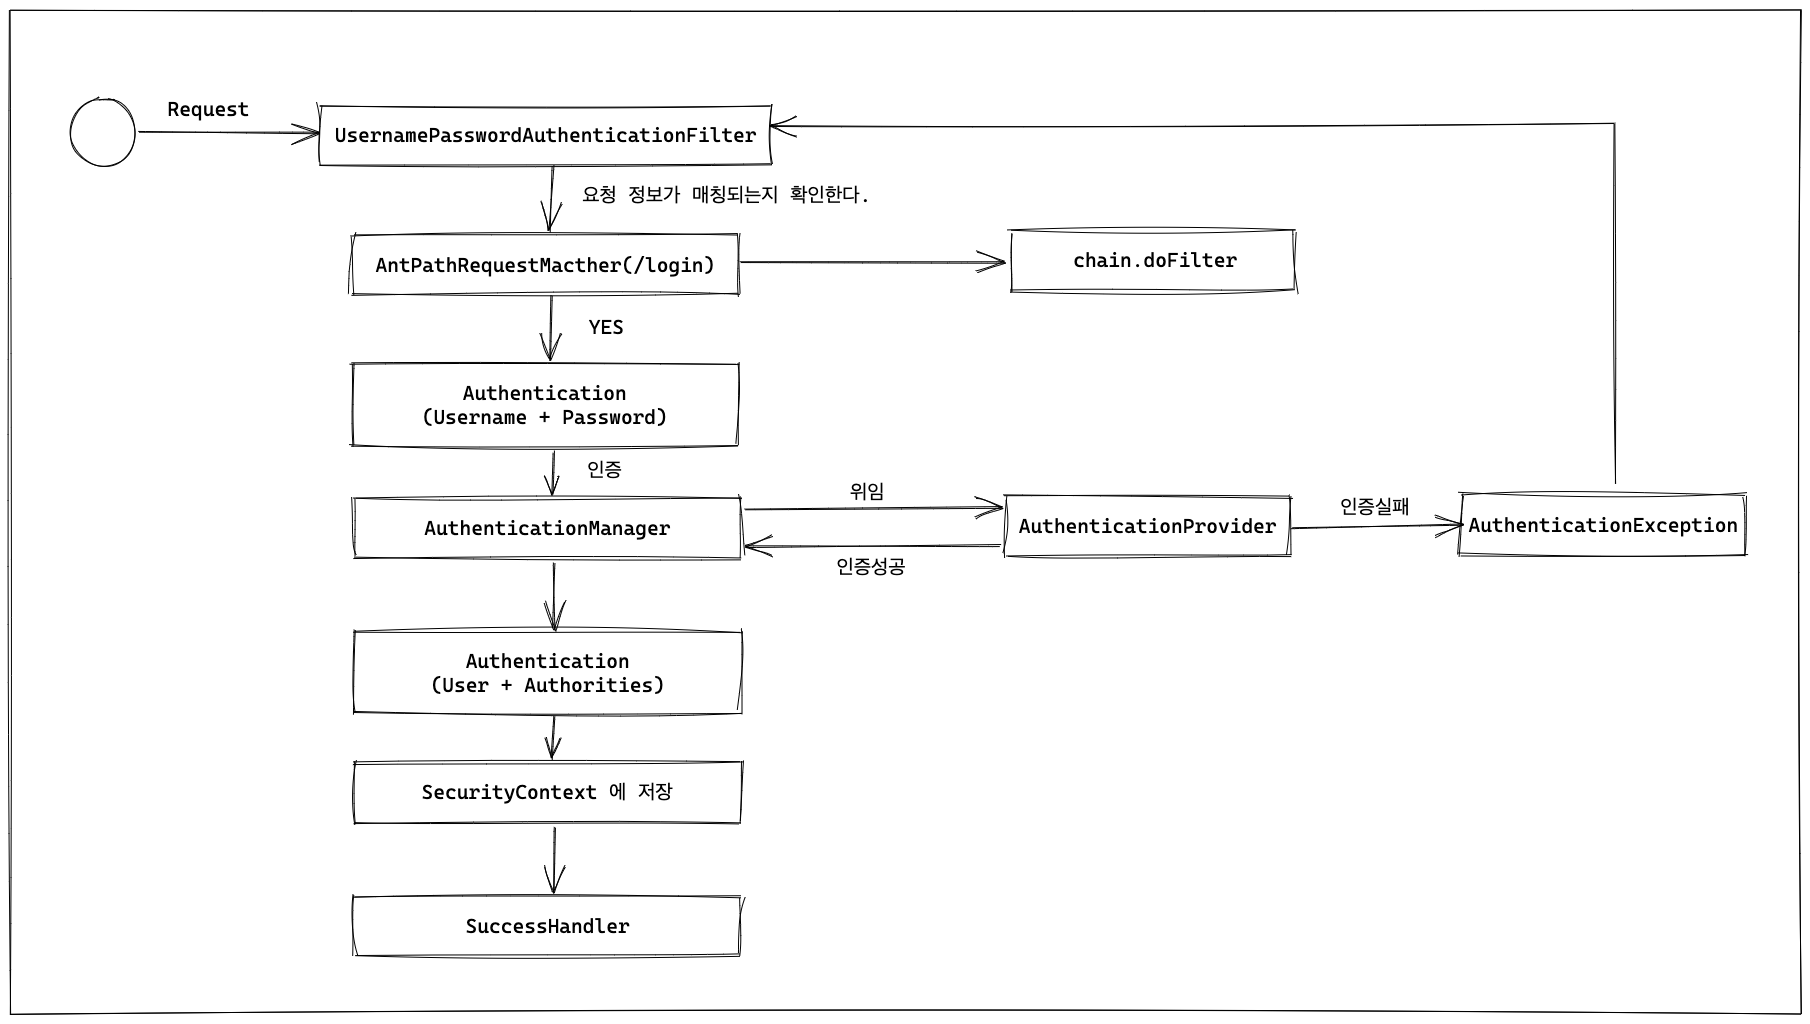 Request
UsernamePasswordAuthenticationFilter
요청 정보가 매칭되는지 확인한다.
AntPathRequestMacther(/login)
chain.doFilter
YES
Authentication
(Username + Password)
인증
위임
인증실패
AuthenticationManager
AuthenticationProvider
AuthenticationException
인증성공
Authentication
(User + Authorities)
SecurityContext 에 저장
SuccessHandler